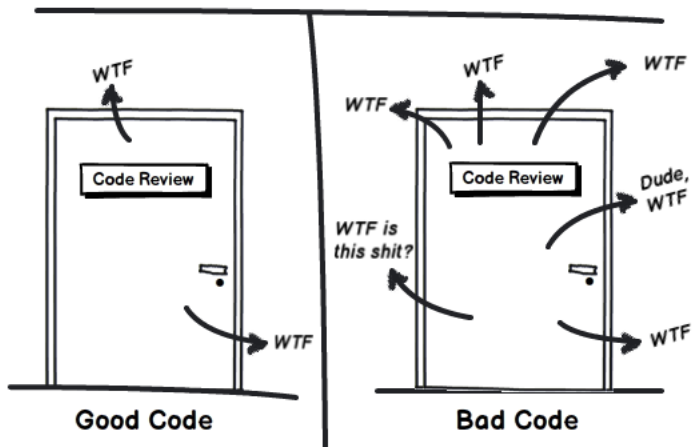 WTF
Code Review
WTF
Good Code
WTF
WTF
WTF
Code Review
Dude,
WTF
WTF is
this shit?
WTF
Bad Code